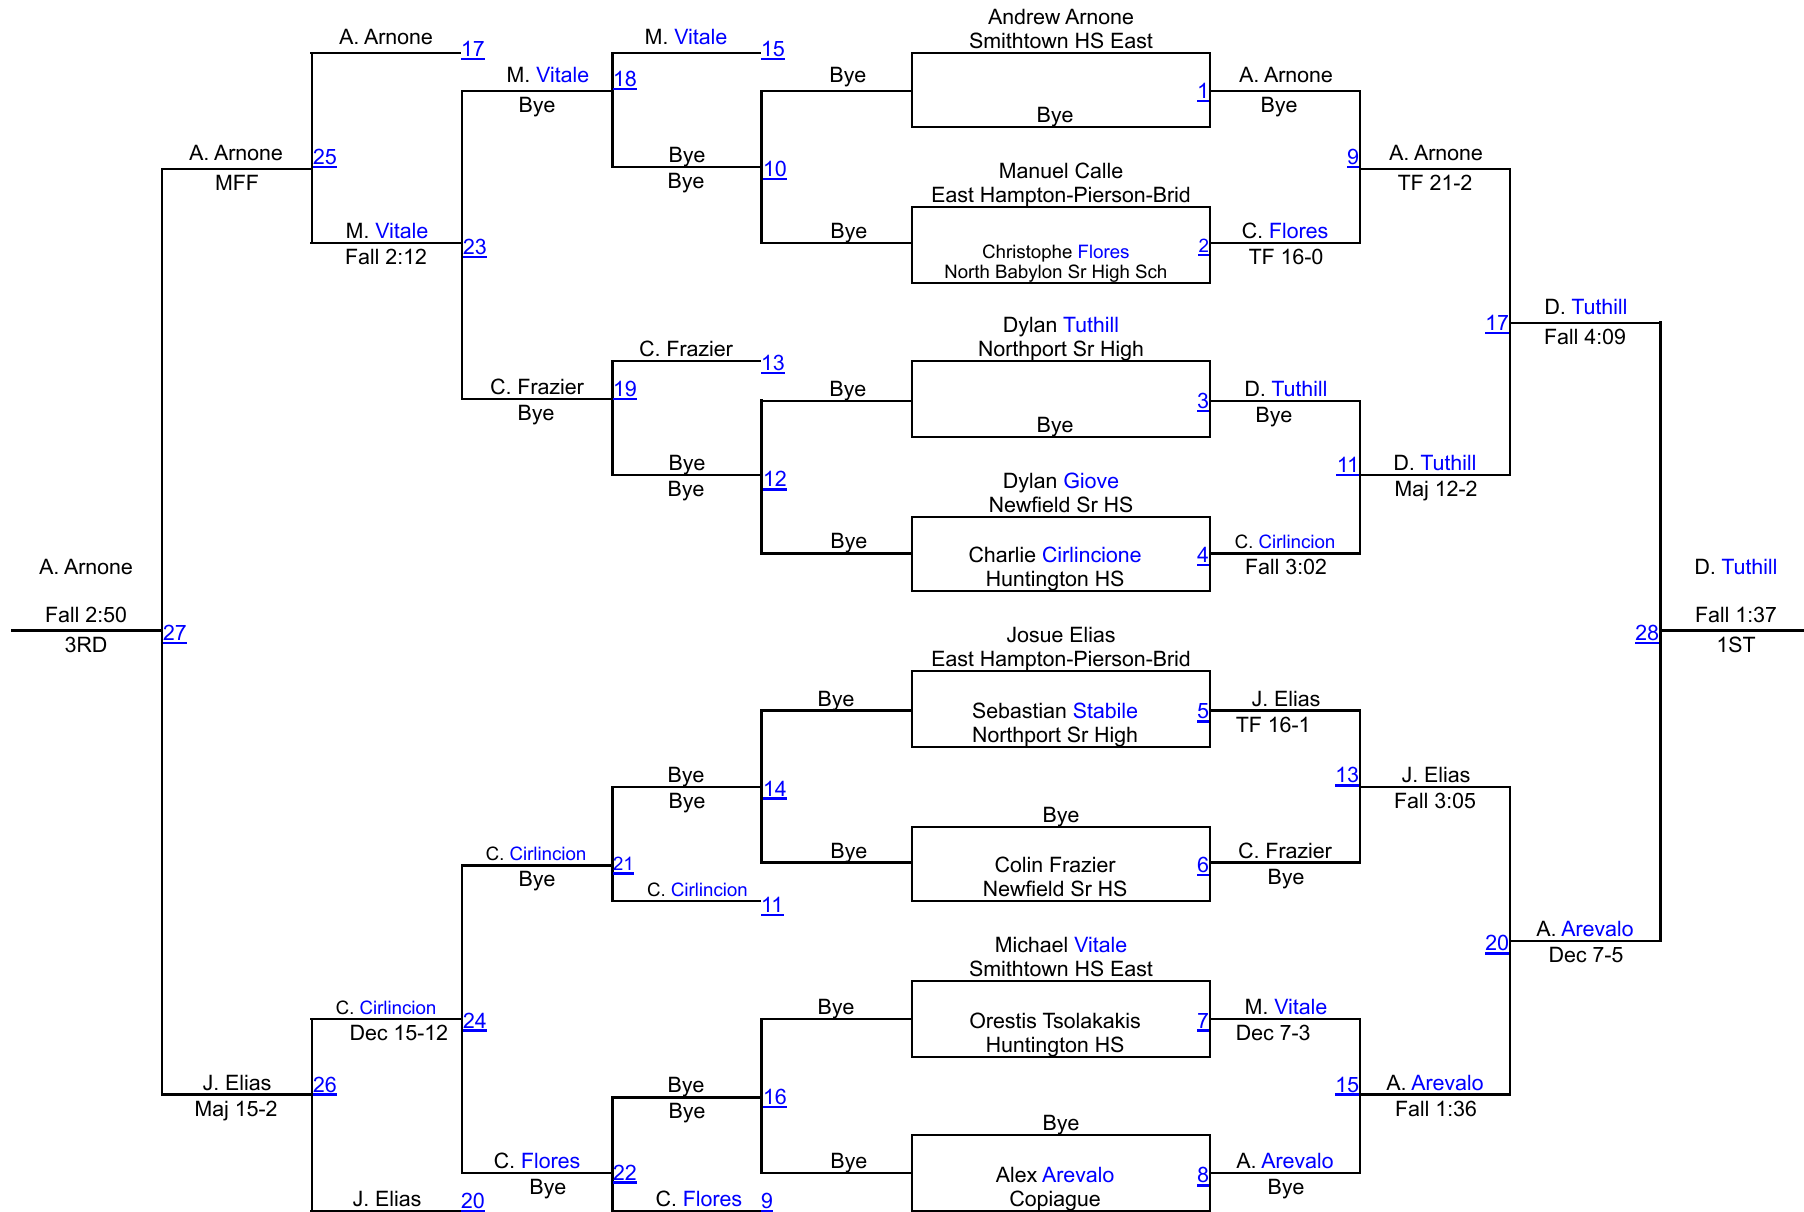 Andrew Arnone
A. Arnone
M. Vitale
Smithtown HS East
17
15
M. Vitale
18
Bye
A. Arnone
Bye
1
Bye
Bye
A. Arnone
25
Bye
10
9
A. Arnone
MFF
Bye
Manuel Calle
TF 21-2
East Hampton-Pierson-Brid
M. Vitale
23
Bye
C. Flores
Fall 2:12
Christophe Flores
2
TF 16-0
North Babylon Sr High Sch
D. Tuthill
Dylan Tuthill
17
Fall 4:09
C. Frazier
13
Northport Sr High
C. Frazier
19
Bye
3
D. Tuthill
Bye
Bye
Bye
Bye
12
11
D. Tuthill
Bye
Dylan Giove
Maj 12-2
Newfield Sr HS
Bye
C. Cirlincion
Charlie Cirlincione
4
Fall 3:02
A. Arnone
Huntington HS
D. Tuthill
Fall 2:50
Fall 1:37
27
Josue Elias
28
3RD
East Hampton-Pierson-Brid
1ST
Bye
J. Elias
Sebastian Stabile
5
TF 16-1
Northport Sr High
Bye
14
13
J. Elias
Bye
Fall 3:05
Bye
C. Cirlincion
21
Bye
C. Frazier
Colin Frazier
6
Bye
C. Cirlincion
11
Newfield Sr HS
Bye
A. Arevalo
Michael Vitale
20
Dec 7-5
Smithtown HS East
C. Cirlincion
24
Bye
M. Vitale
Dec 15-12
Orestis Tsolakakis
7
Dec 7-3
Huntington HS
J. Elias
26
Bye
16
15
A. Arevalo
Maj 15-2
Bye
Fall 1:36
Bye
C. Flores
22
Bye
A. Arevalo
Bye
Alex Arevalo
8
Bye
J. Elias
20
C. Flores
9
Copiague